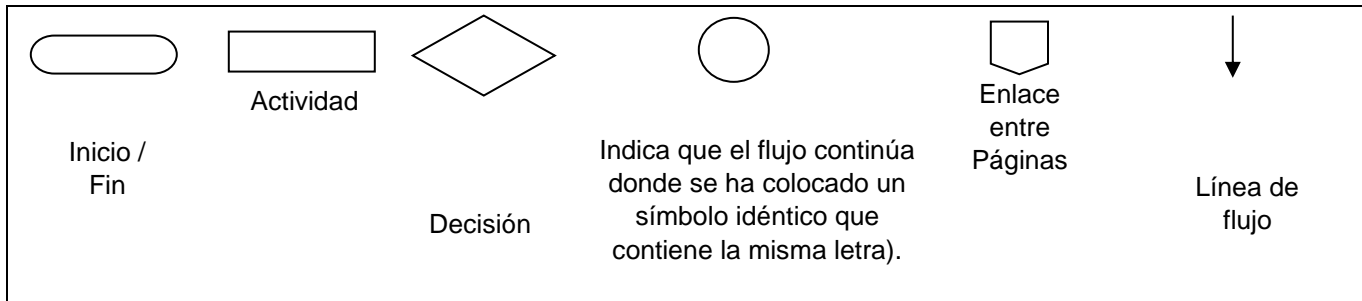 Inicio /
Fin
Actividad
Decisión
Indica que el flujo continúa
donde se ha colocado un
símbolo idéntico que
contiene la misma letra).
Enlace
entre
Páginas
Línea de
flujo